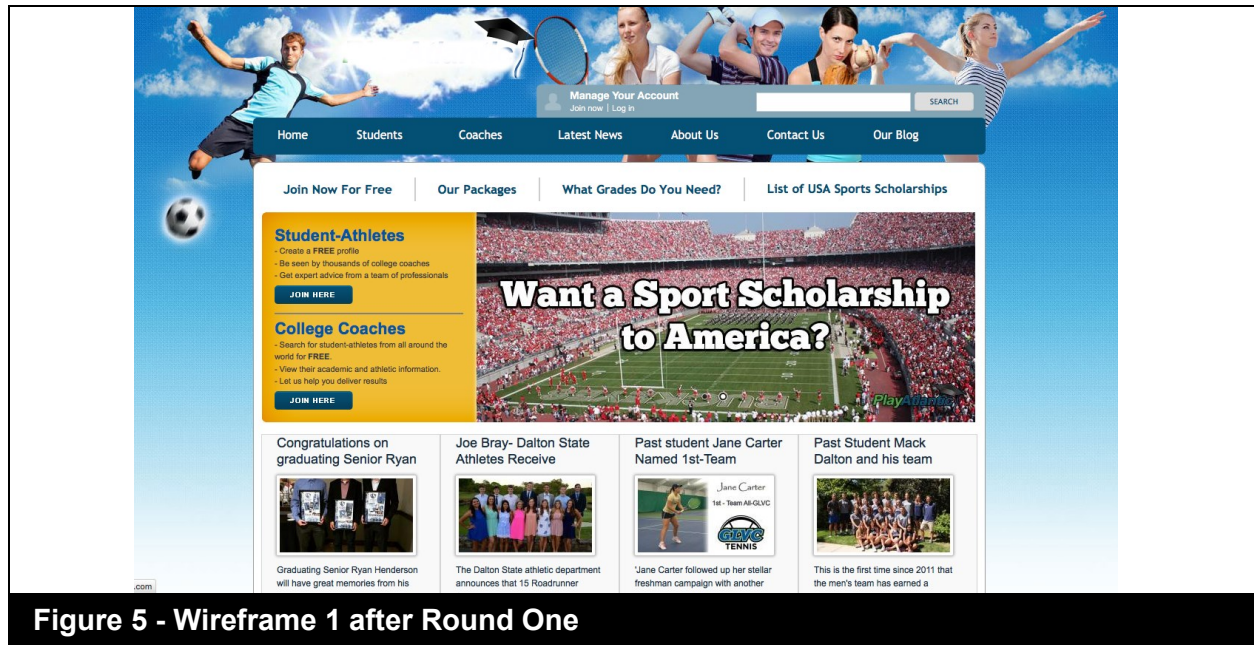 Manage Your Account
Join now | Log in
SEARCH
Home Students Coaches Latest News About Us Contact Us Our Blog
Join Now For Free Our Packages What Grades Do You Need? List of USA Sports Scholarships
Student-Athletes
- Create a FREE profile
- Be seen by thousands of college coaches
- Get expert advice from a team of professionals
JOIN HERE
College Coaches
- Search for student-athletes from all around the
world for FREE.
- View their academic and athletic information.
- Let us help you deliver results
JOIN HERE
Want a Sport Scholarship
to America?
PlayAtlantic
Congratulations on
graduating Senior Ryan
Graduating Senior Ryan Henderson
will have great memories from his
Joe Bray- Dalton State
Athletes Receive
The Dalton State athletic department
announces that 15 Roadrunner
Past student Jane Carter
Named 1st-Team
Jane Carter
1st - Team All-GLVC
GLVC
TENNIS
'Jane Carter followed up her stellar
freshman campaign with another
Past Student Mack
Dalton and his team
This is the first time since 2011 that
the men's team has earned a
.com
Figure 5 - Wireframe 1 after Round One